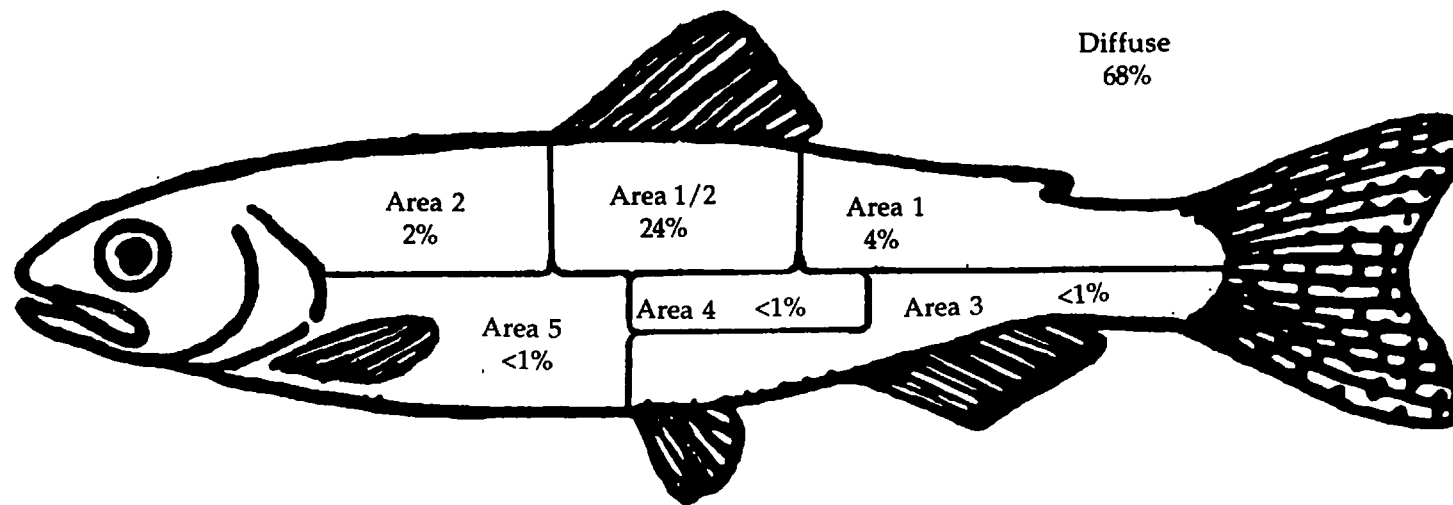 Diffuse
68%
Area 2
2%
Area 1/2
24%
Area 1
4%
Area 5
<1%
Area 4 <1%
Area 3 <1%